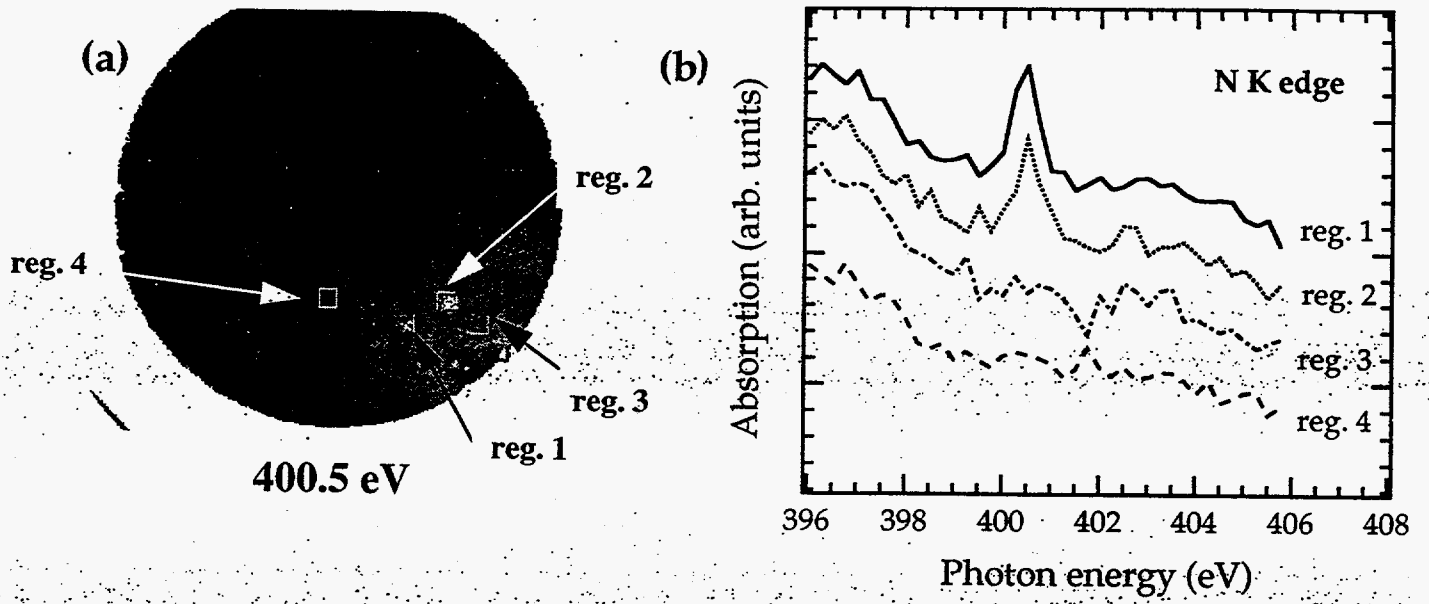 (a)
reg. 2
reg. 4
reg. 3
reg. 1
400.5 eV
(b)
N K edge
Absorption (arb. units)
reg. 1
reg. 2
reg. 3
reg. 4
396 398 400 402 404 406 408
Photon energy (eV)